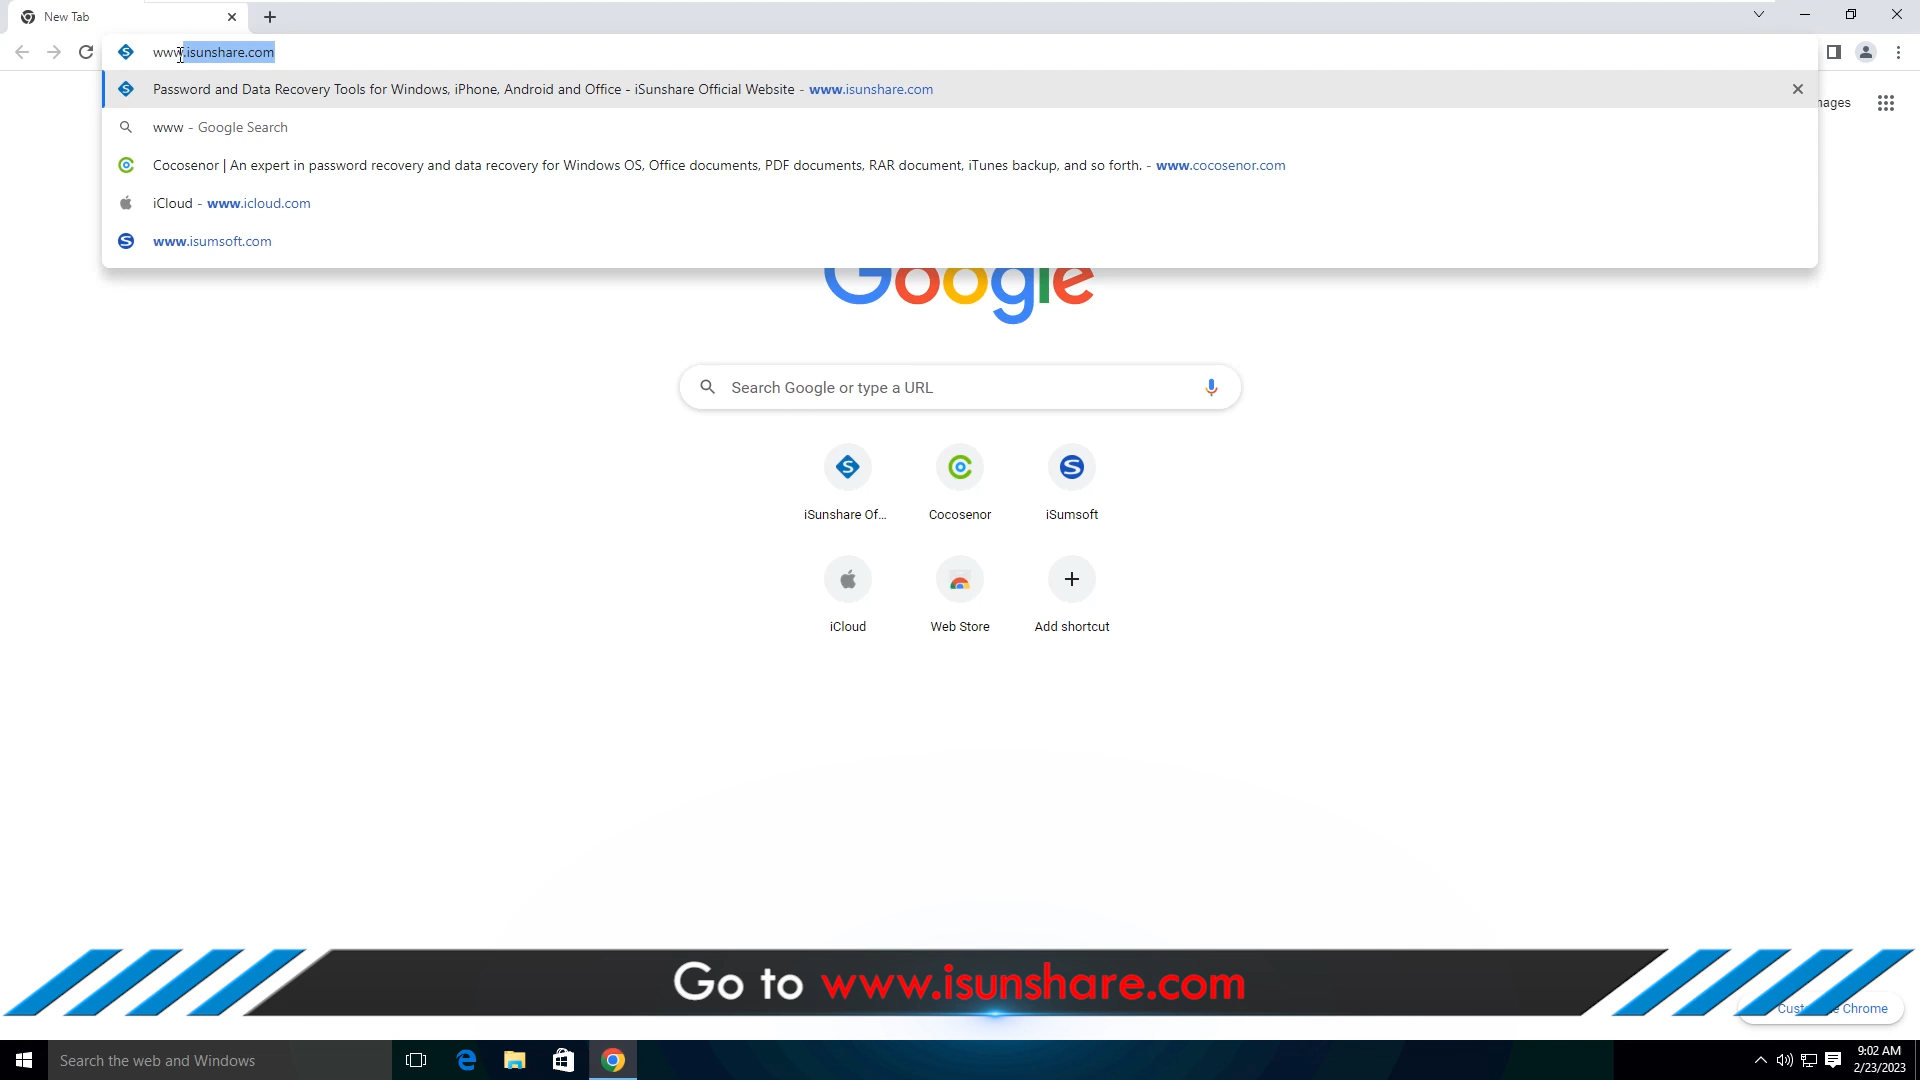 New Tab
www.isunshare.com
Password and Data Recovery Tools for Windows, iPhone, Android and Office - iSunshare Official Website - www.isunshare.com
www - Google Search
Cocosenor | An expert in password recovery and data recovery for Windows OS, Office documents, PDF documents, RAR document, iTunes backup, and so forth. - www.cocosenor.com
iCloud - www.icloud.com
www.isumsoft.com
Google
Search Google or type a URL
iSunshare Of...
Cocosenor
iSumsoft
iCloud
Web Store
Add shortcut
Go to www.isunshare.com
Chrome
Search the web and Windows
9:02 AM
2/23/2023